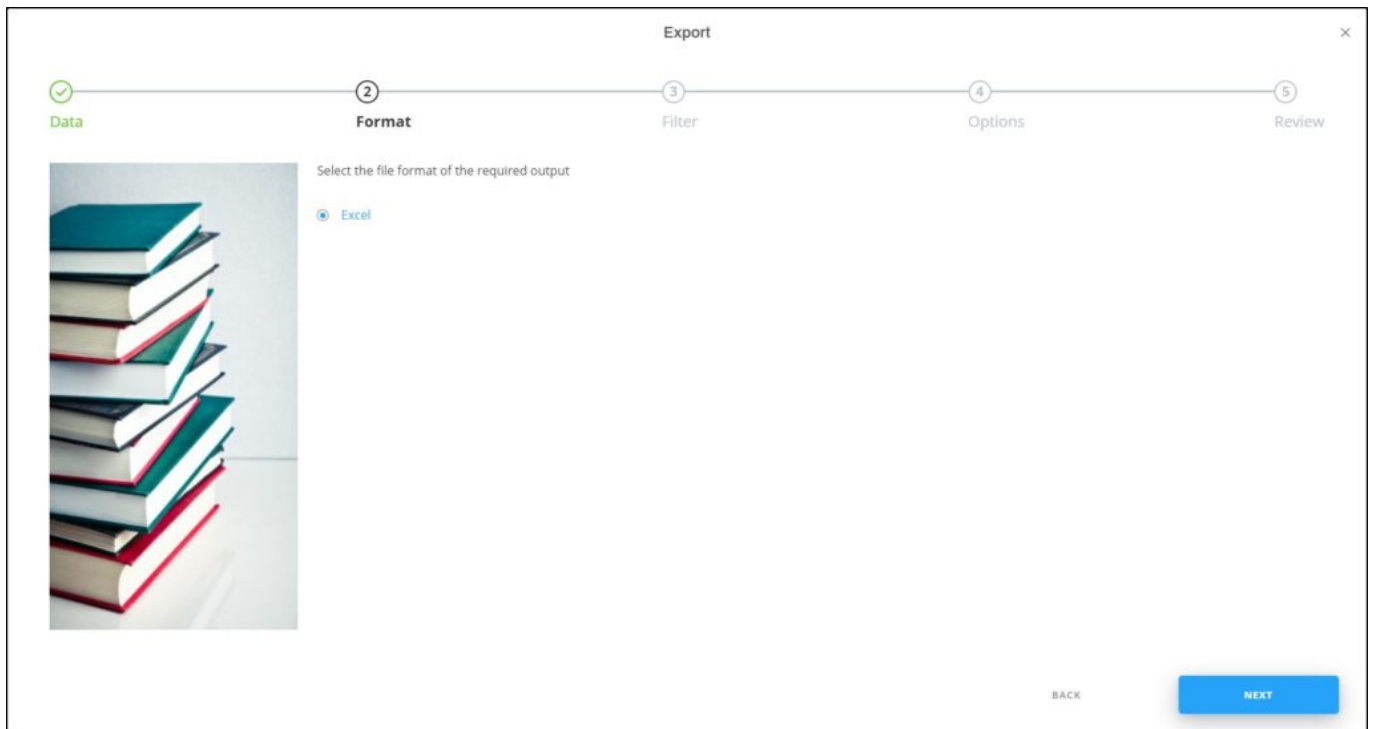 Export
×
2 3 4 5
Data Format Filter Options Review
Select the file format of the required output
Excel
BACK NEXT